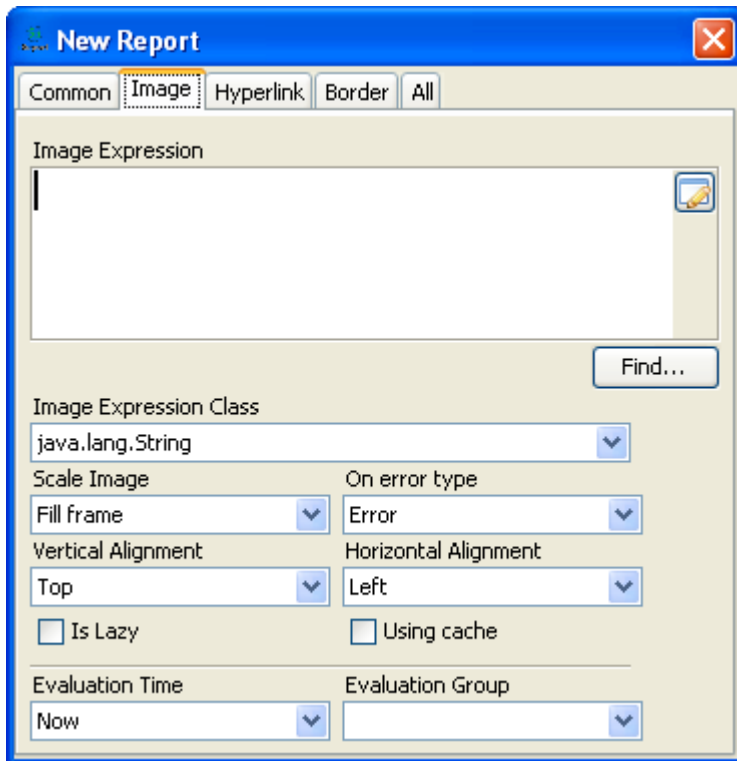 New Report
Common Image Hyperlink Border All
Image Expression
Find...
Image Expression Class
java.lang.String
Scale Image On error type
Fill frame Error
Vertical Alignment Horizontal Alignment
Top Left
Is Lazy Using cache
Evaluation Time Evaluation Group
Now